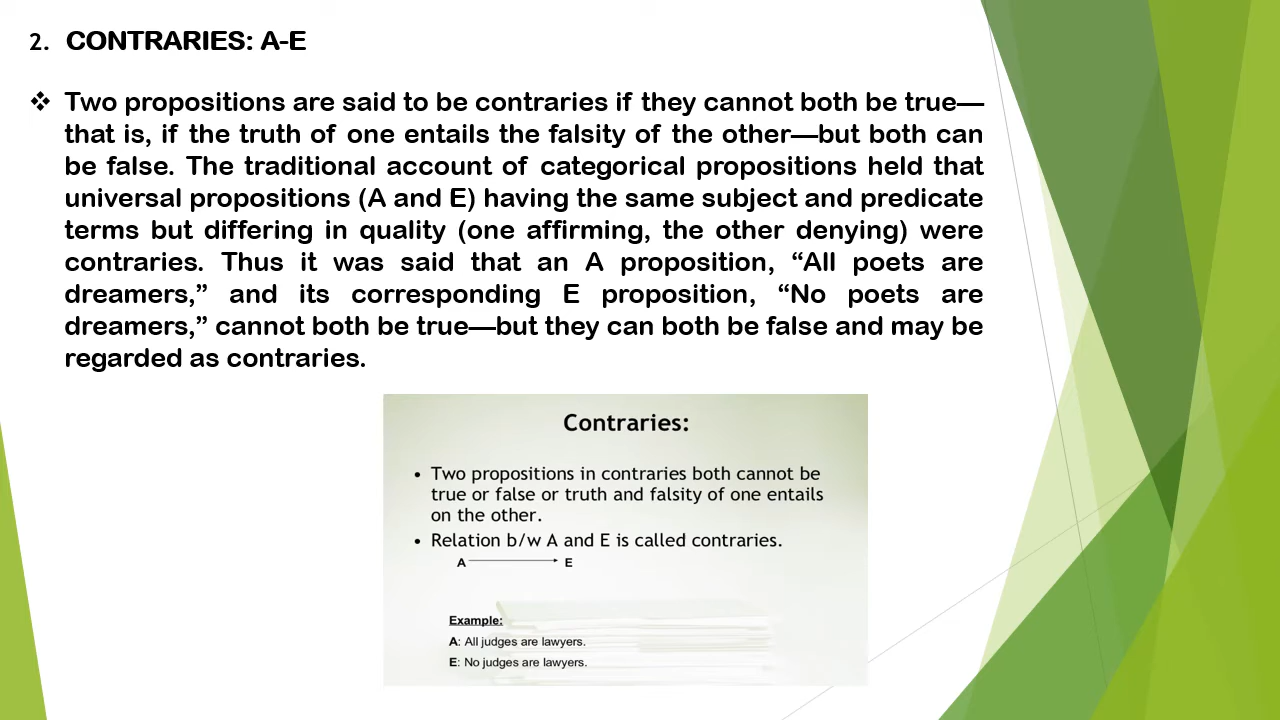 2. CONTRARIES: A-E
❖ Two propositions are said to be contraries if they cannot both be true—
that is, if the truth of one entails the falsity of the other—but both can
be false. The traditional account of categorical propositions held that
universal propositions (A and E) having the same subject and predicate
terms but differing in quality (one affirming, the other denying) were
contraries. Thus it was said that an A proposition, “All poets are
dreamers,” and its corresponding E proposition, “No poets are
dreamers,” cannot both be true—but they can both be false and may be
regarded as contraries.
Contraries:
• Two propositions in contraries both cannot be
true or false or truth and falsity of one entails
on the other.
• Relation b/w A and E is called contraries.
A E
Example:
A: All judges are lawyers.
E: No judges are lawyers.